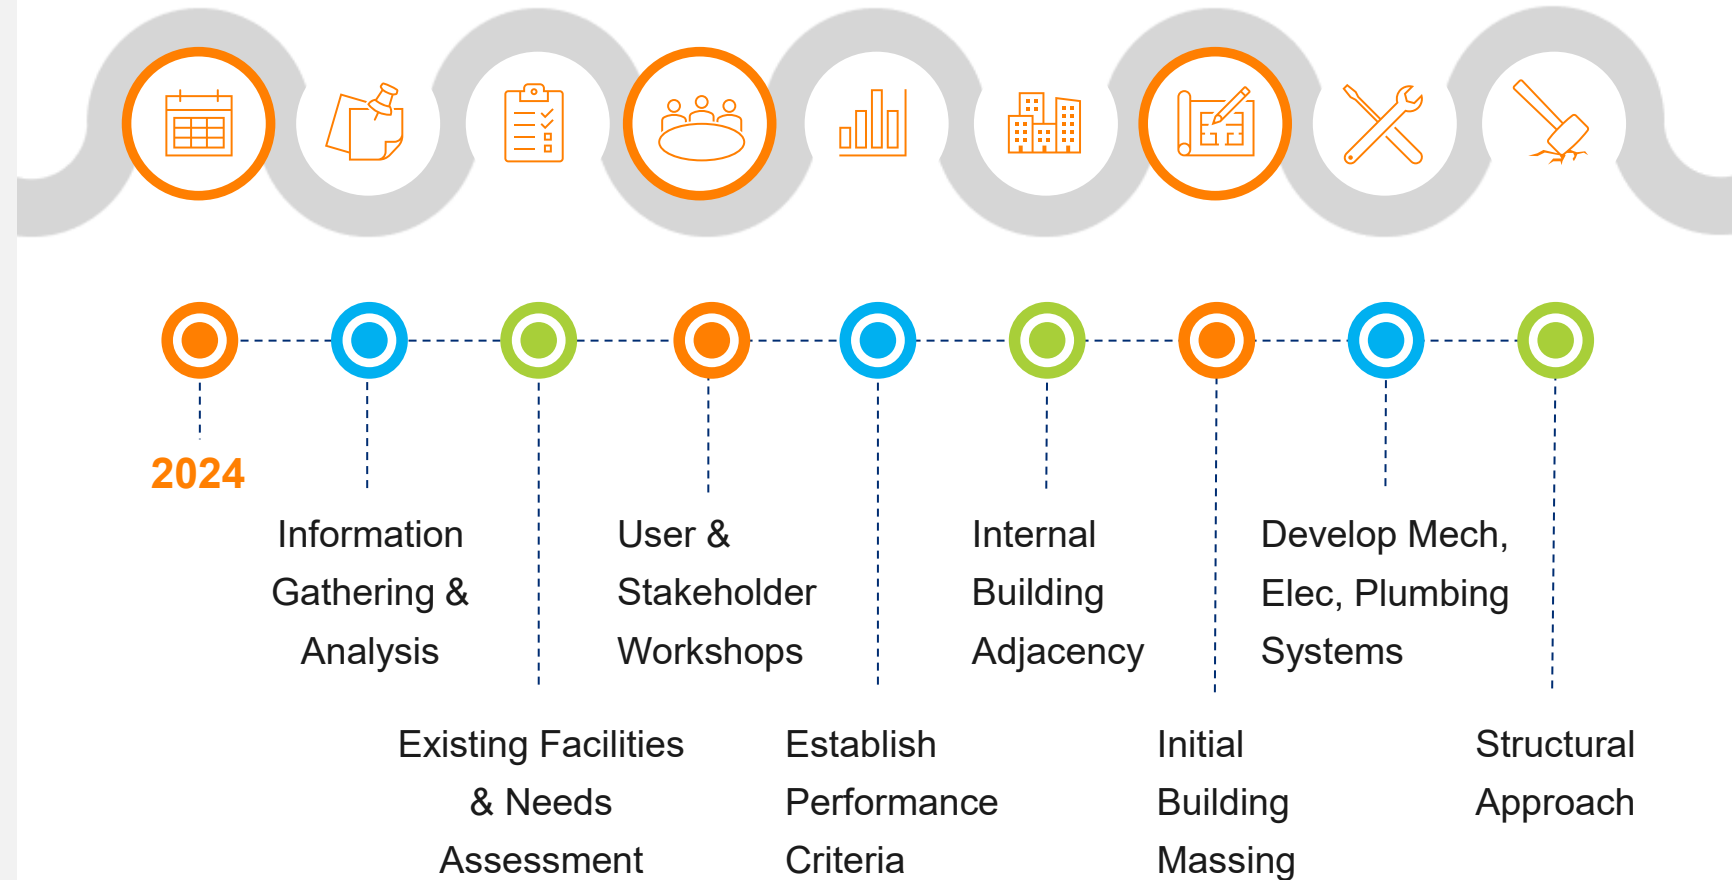 2024
Information
Gathering &
Analysis
Existing Facilities
& Needs
Assessment
User &
Stakeholder
Workshops
Establish
Performance
Criteria
Internal
Building
Adjacency
Initial
Building
Massing
Develop Mech,
Elec, Plumbing
Systems
Structural
Approach